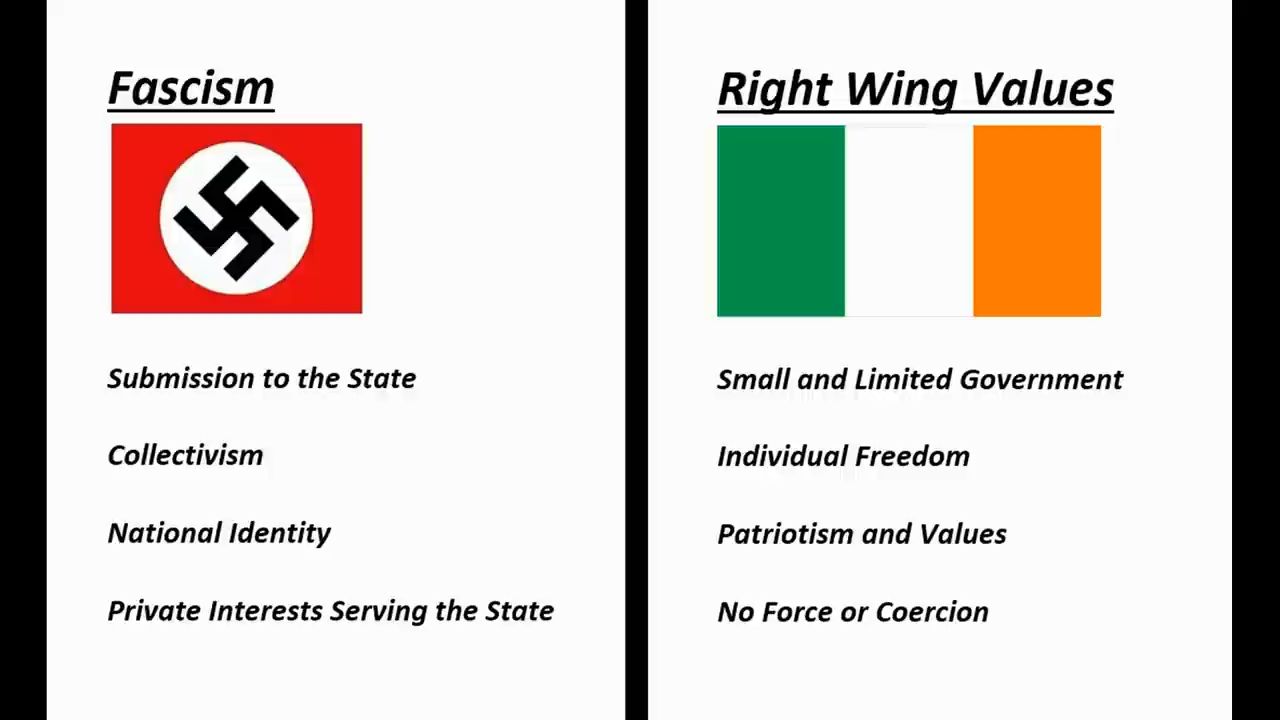 Fascism
Submission to the State
Collectivism
National Identity
Private Interests Serving the State
Right Wing Values
Small and Limited Government
Individual Freedom
Patriotism and Values
No Force or Coercion